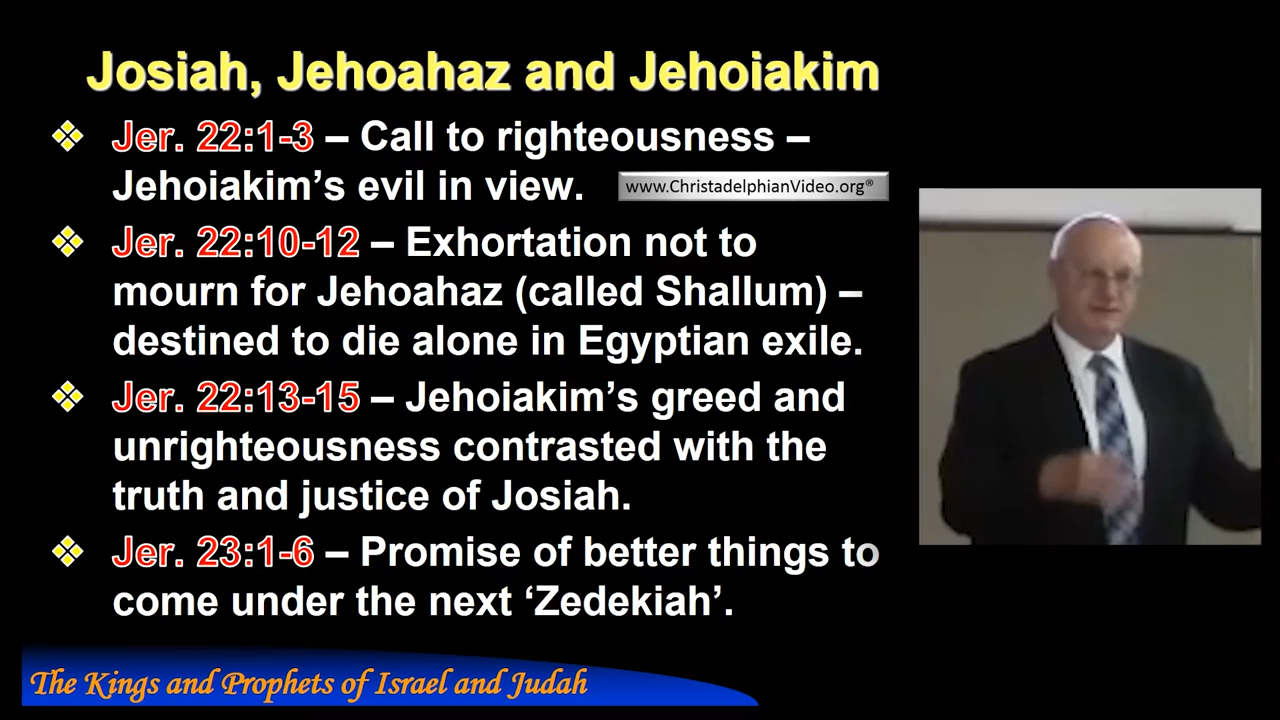 Josiah, Jehoahaz and Jehoiakim
Jer. 22:1-3 – Call to righteousness –
Jehoiakim's evil in view.
www.ChristadelphianVideo.org®
Jer. 22:10-12 – Exhortation not to
mourn for Jehoahaz (called Shallum) –
destined to die alone in Egyptian exile.
Jer. 22:13-15 – Jehoiakim's greed and
unrighteousness contrasted with the
truth and justice of Josiah.
Jer. 23:1-6 – Promise of better things to
come under the next ‘Zedekiah’.
The Kings and Prophets of Israel and Judah